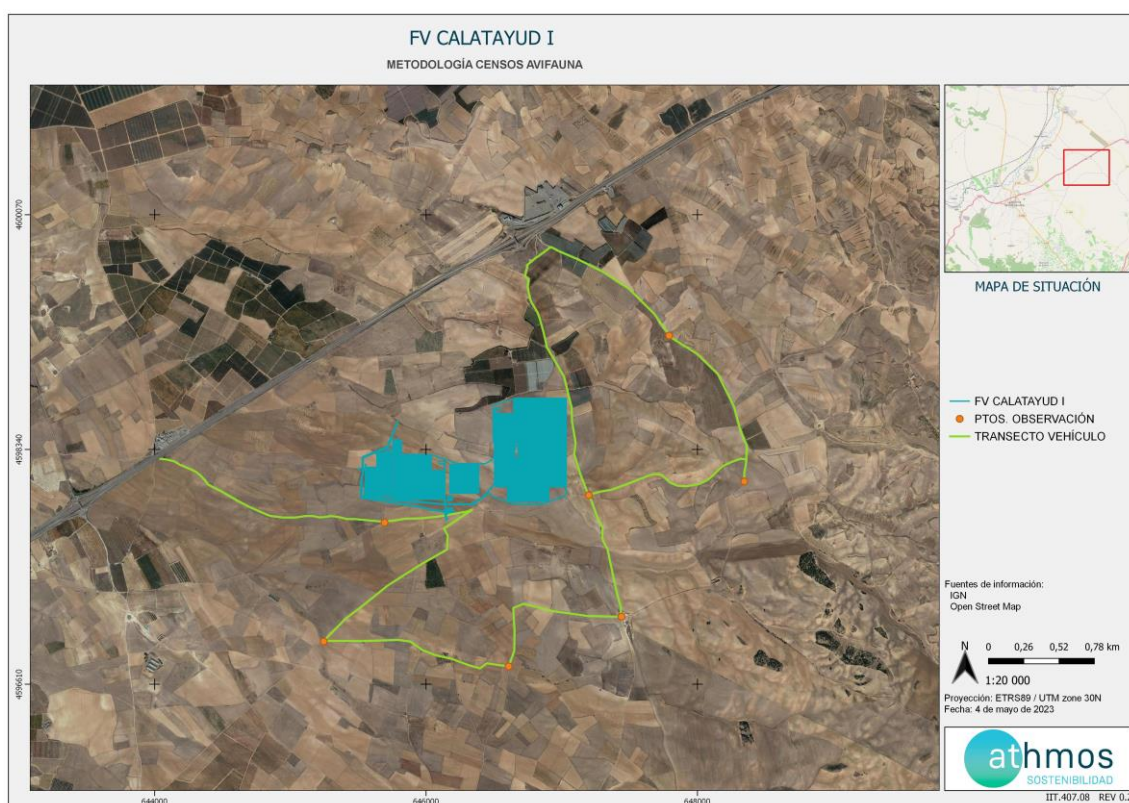 FV CALATAYUD I
METODOLOGÍA CENSOS AVIFAUNA
4600070
4598340
4596610
644000
646000
648000
MAPA DE SITUACIÓN
FV CALATAYUD I
PTOS. OBSERVACIÓN
TRANSECTO VEHÍCULO
Fuentes de información:
IGN
Open Street Map
N
0 0,26 0,52 0,78 km
1:20 000
Proyección: ETRS89 / UTM zone 30N
Fecha: 4 de mayo de 2023
athmos
SOSTENIBILIDAD